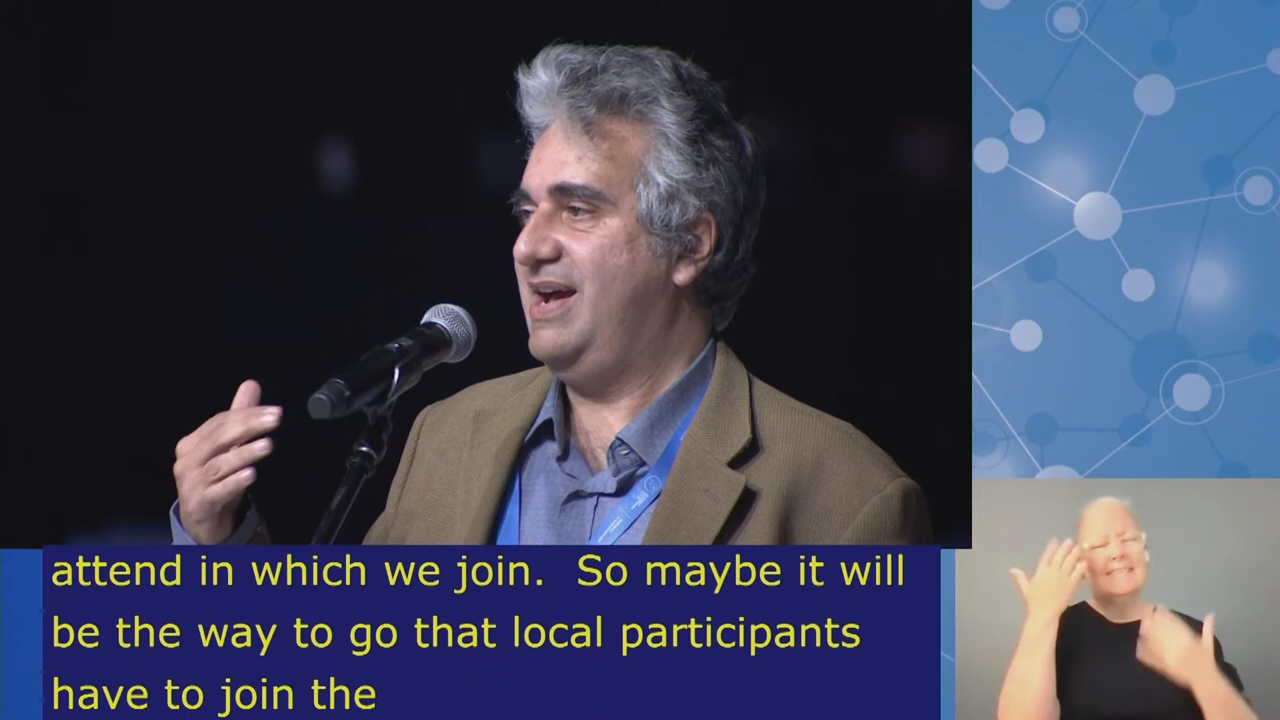 attend in which we join.  So maybe it will
be the way to go that local participants
have to join the